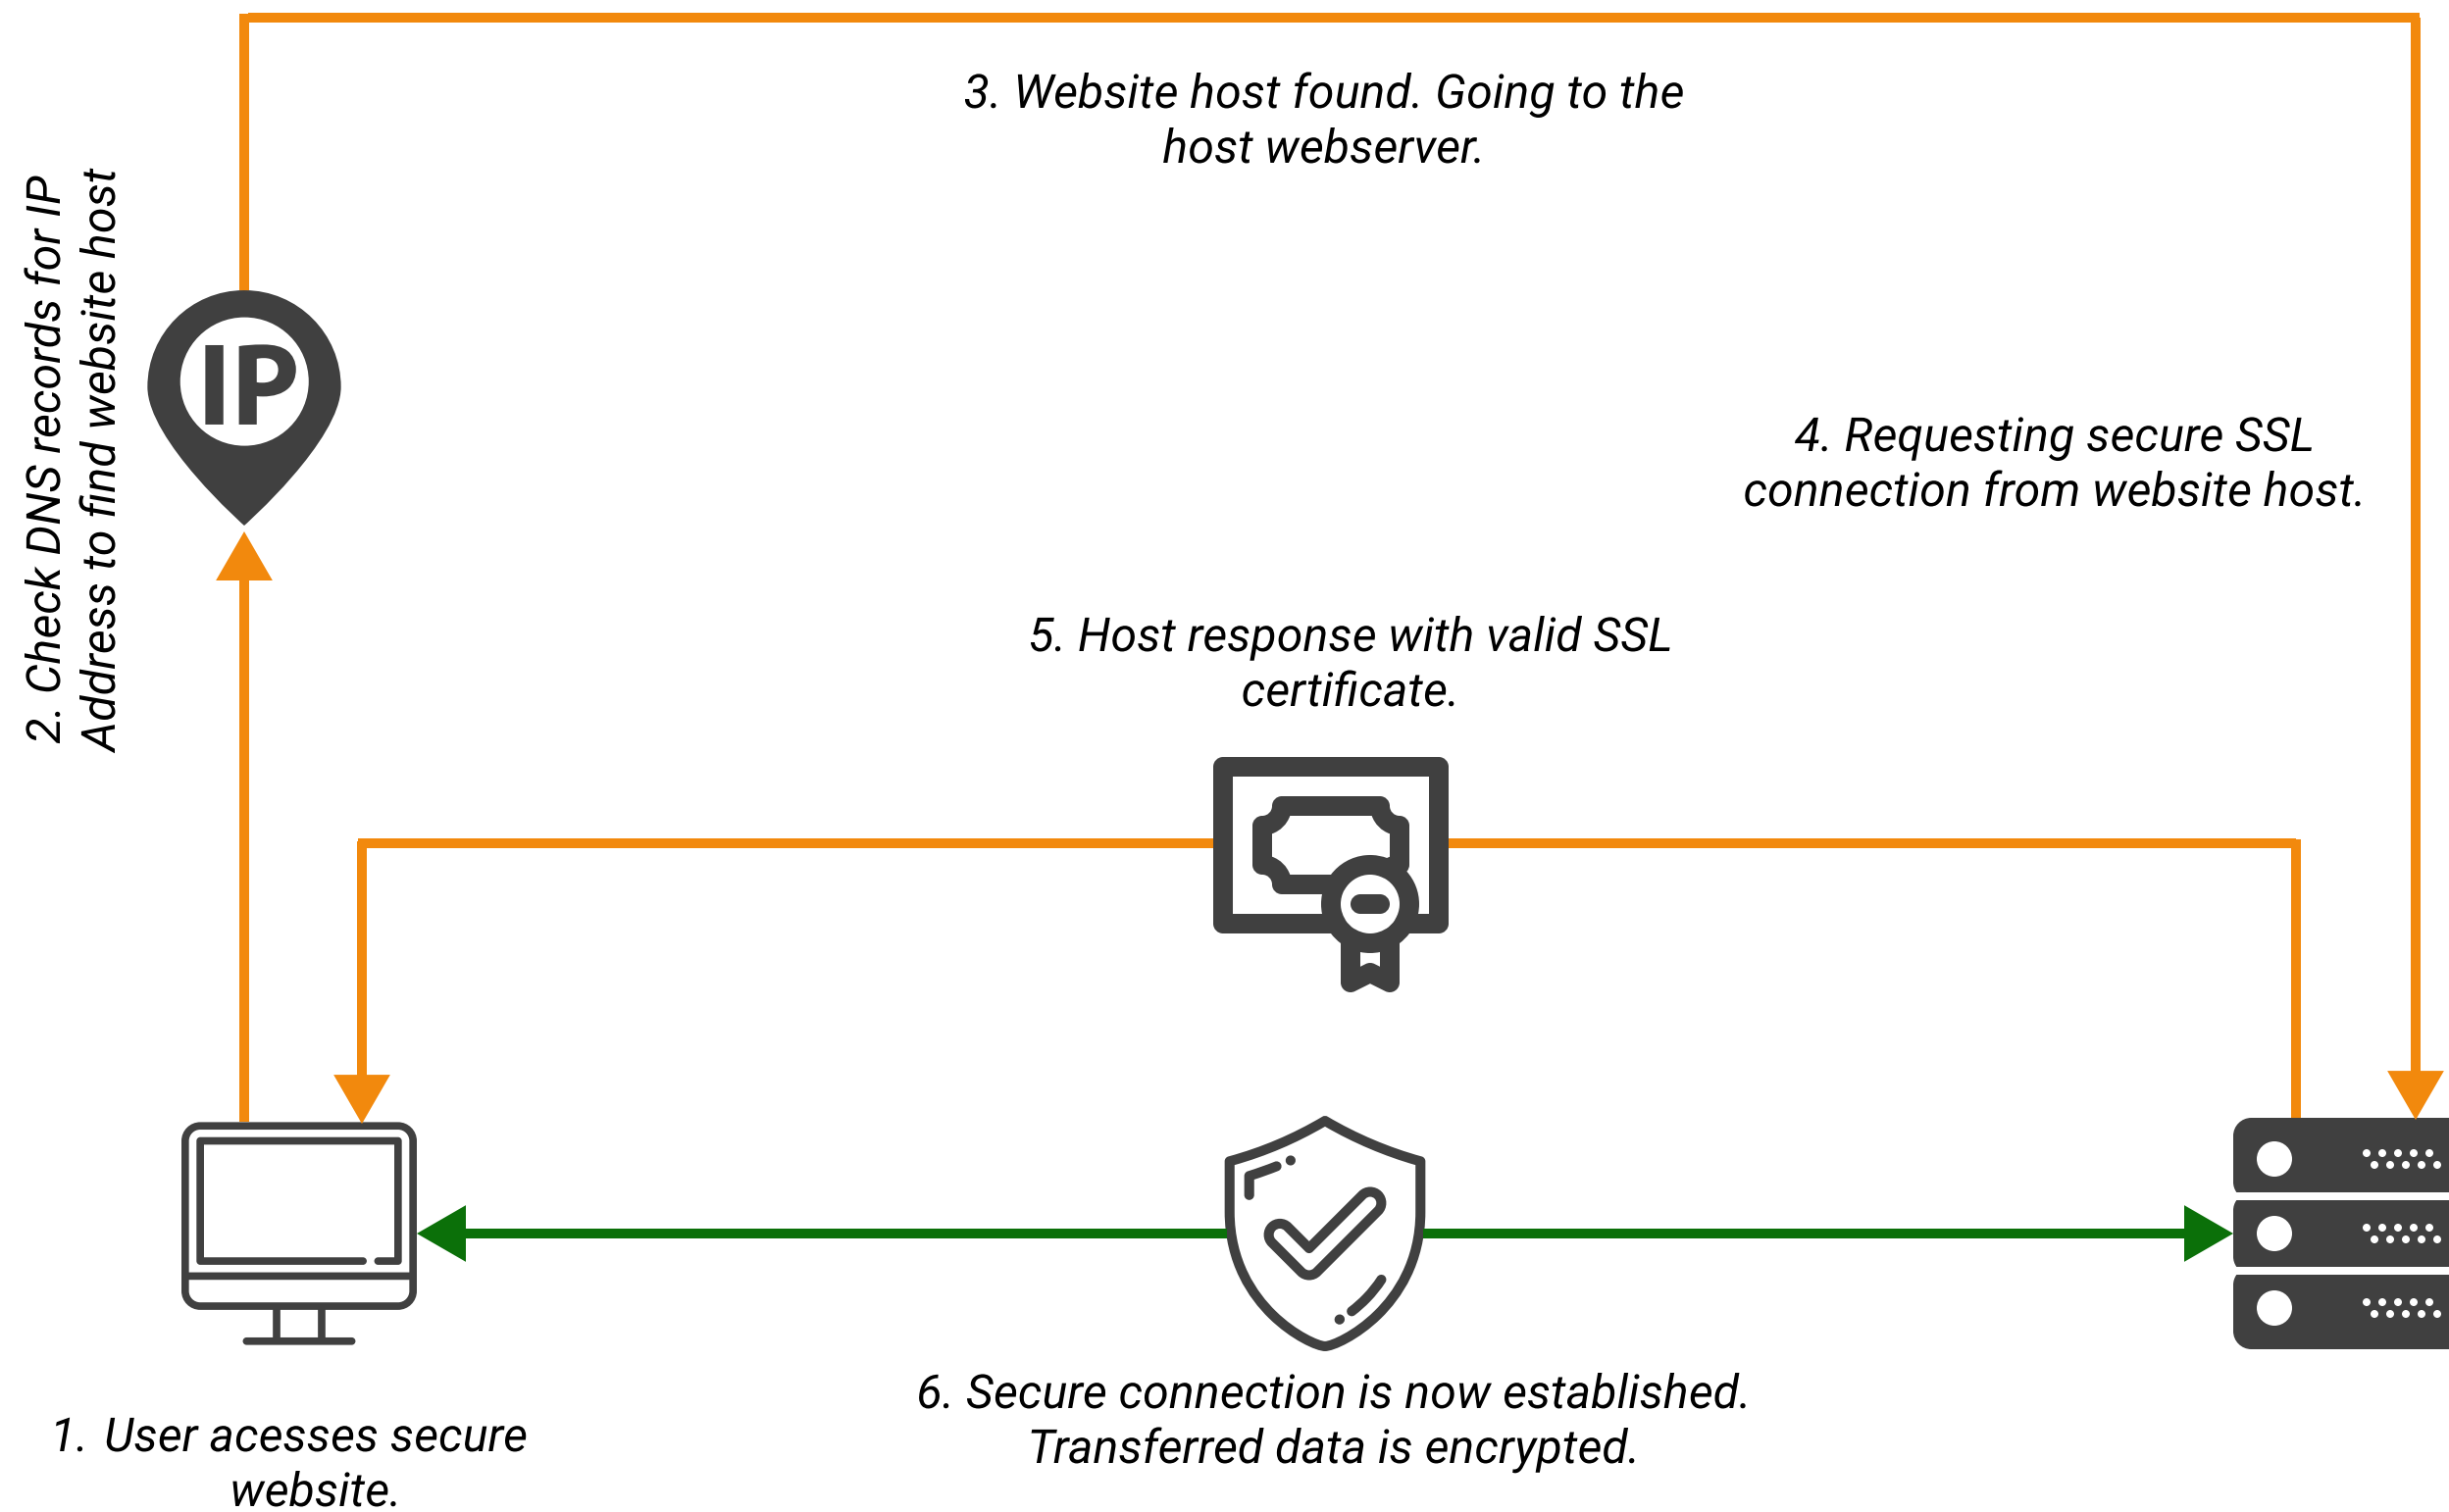 1. User acesses secure
website.
2. Check DNS records for IP
Address to find website host
IP
3. Website host found. Going to the
host webserver.
4. Requesting secure SSL
connection from website host.
5. Host response with valid SSL
certificate.
6. Secure connection is now established.
Transferred data is encrypted.